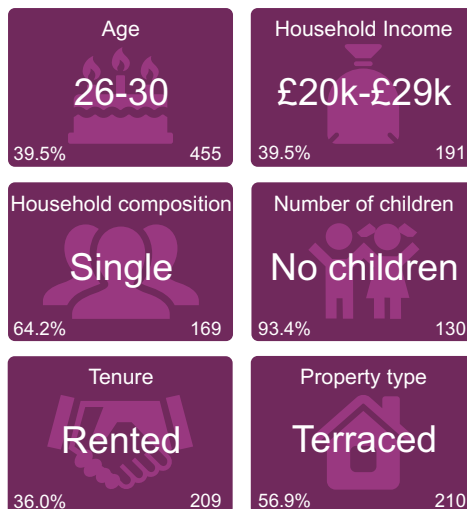 Age
26-30
39.5% 455
Household Income
£20k-£29k
39.5% 191
Household composition
Single
64.2% 169
Number of children
No children
93.4% 130
Tenure
Rented
36.0% 209
Property type
Terraced
56.9% 210